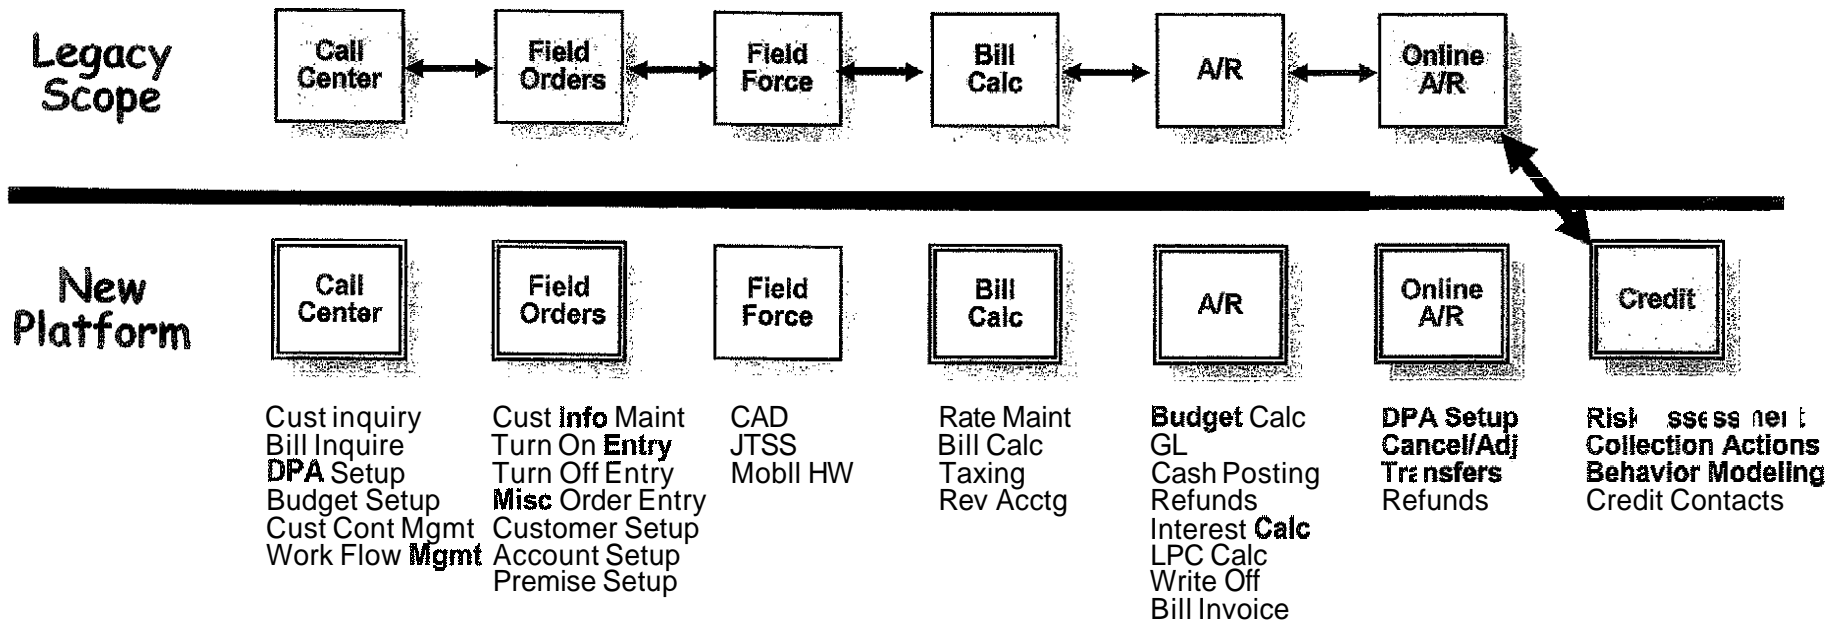 Legacy
Scope
Call
Center
Field
Orders
Field
Force
Bill
Calc
A/R
Online
A/R
New
Platform
Call
Center
Field
Orders
Field
Force
Bill
Calc
A/R
Online
A/R
Credit
Cust inquiry
Bill Inquire
DPA Setup
Budget Setup
Cust Cont Mgmt
Work Flow Mgmt
Cust Info Maint
Turn On Entry
Turn Off Entry
Misc Order Entry
Customer Setup
Account Setup
Premise Setup
CAD
JTSS
Mobll HW
Rate Maint
Bill Calc
Taxing
Rev Acctg
Budget Calc
GL
Cash Posting
Refunds
Interest Calc
LPC Calc
Write Off
Bill Invoice
DPA Setup
Cancel/Adj
Transfers
Refunds
Risk
Collection Actions
Behavior Modeling
Credit Contacts